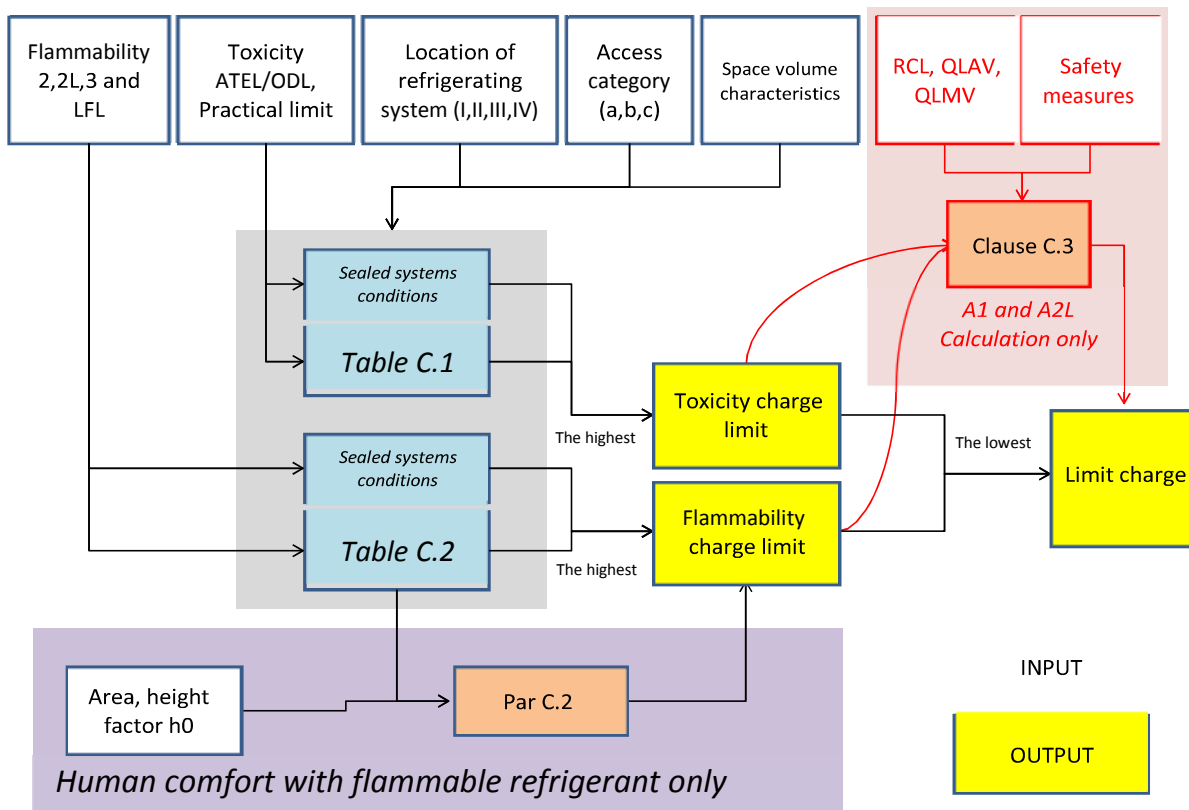 Flammability
2,2L,3 and
LFL
Toxicity
ATEL/ODL,
Practical limit
Location of
refrigerating
system (I,II,III,IV)
Access
category
(a,b,c)
Space volume
characteristics
RCL, QLAV,
QLMV
Safety
measures
Clause C.3
A1 and A2L
Calculation only
Sealed systems
conditions
Table C.1
The highest
Toxicity charge
limit
The lowest
Limit charge
Sealed systems
conditions
Table C.2
The highest
Flammability
charge limit
Area, height
factor h0
Par C.2
Human comfort with flammable refrigerant only
INPUT
OUTPUT